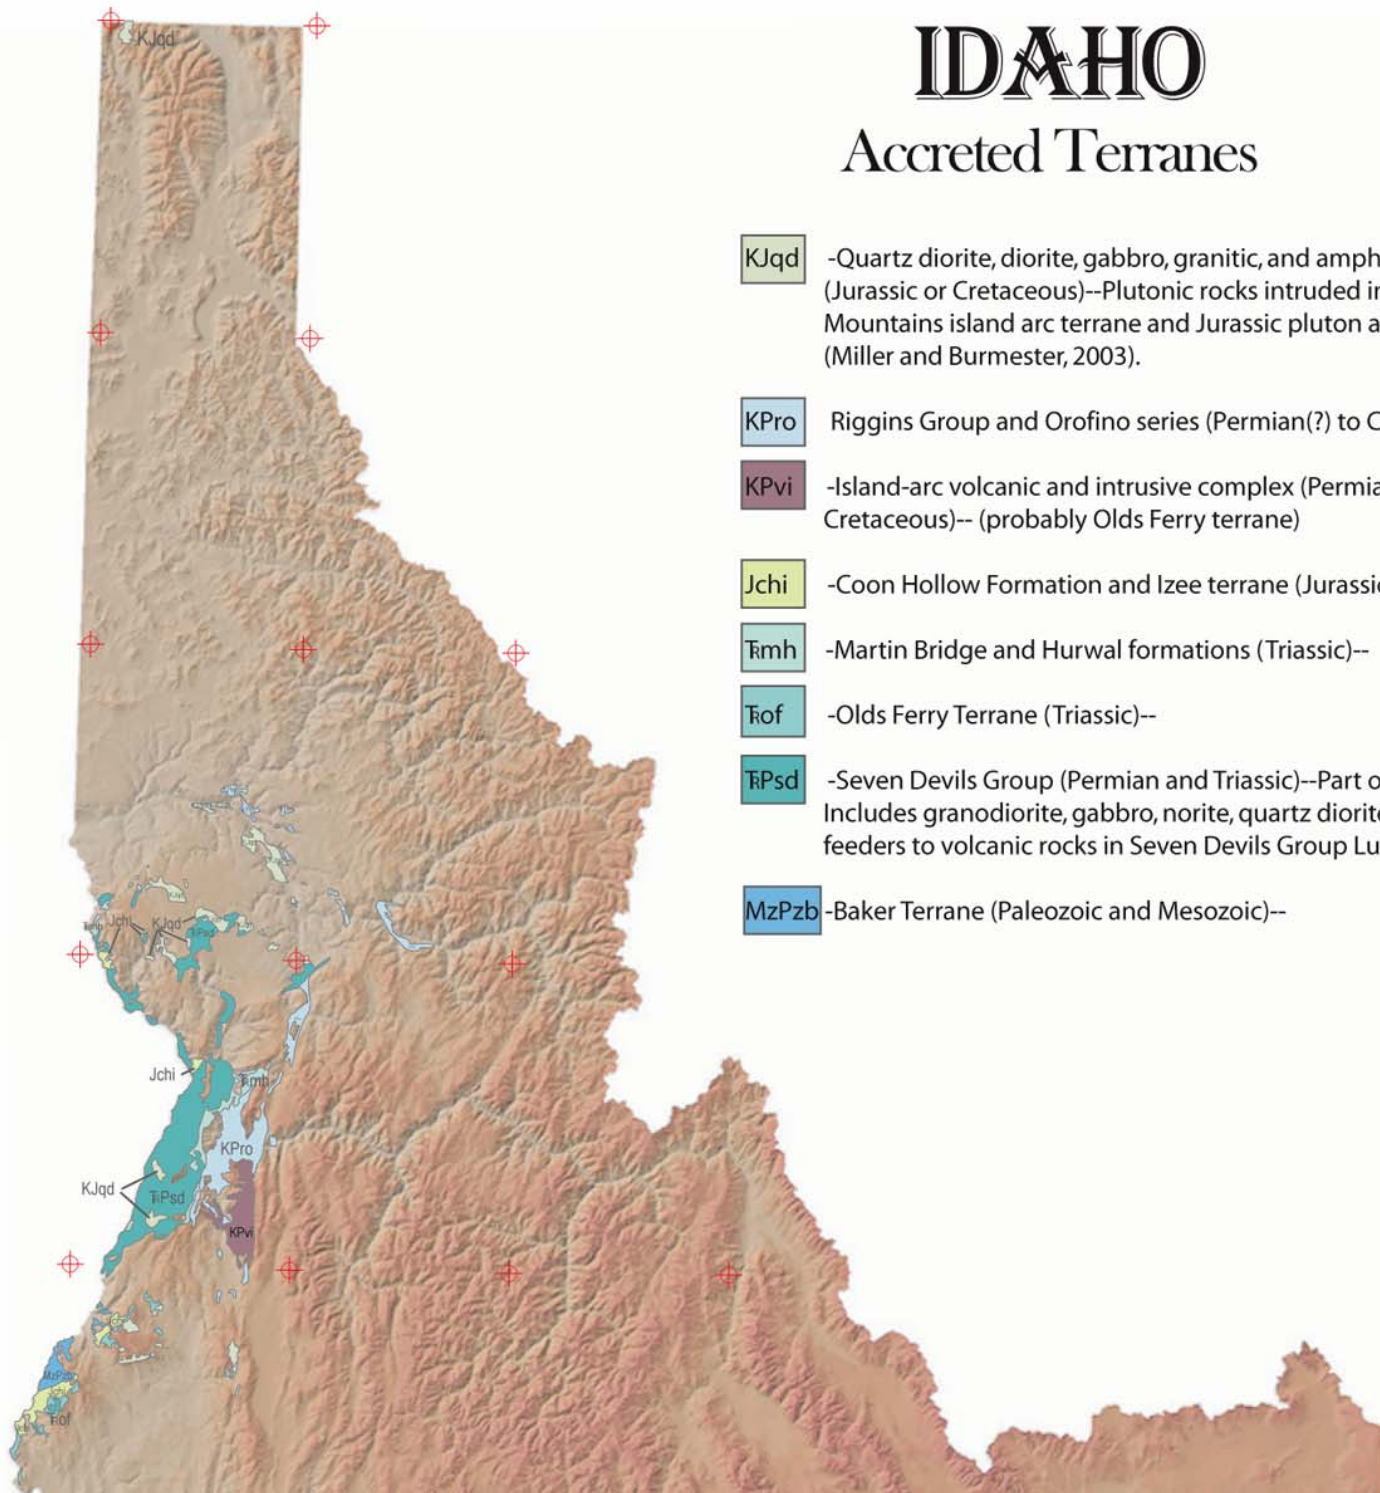 IDAHO
Accreted Terranes
KJqd -Quartz diorite, diorite, gabbro, granitic, and amph
(Jurassic or Cretaceous)--Plutonic rocks intruded in
Mountains island arc terrane and Jurassic pluton a
(Miller and Burmester, 2003).
KPro Riggins Group and Orofino series (Permian(?) to C
KPvi -Island-arc volcanic and intrusive complex (Permia
Cretaceous)-- (probably Olds Ferry terrane)
Jchi -Coon Hollow Formation and Izee terrane (Jurassic
TRmh -Martin Bridge and Hurwal formations (Triassic)--
TRof -Olds Ferry Terrane (Triassic)--
TRPsd -Seven Devils Group (Permian and Triassic)--Part o
Includes granodiorite, gabbro, norite, quartz diorite
feeders to volcanic rocks in Seven Devils Group Lu
MzPzb -Baker Terrane (Paleozoic and Mesozoic)--
KJqd
Jchi
KJqd
TRPsd
Jchi
TRmh
KPro
KJqd
TRPsd
KPvi
MzPzb
TRof